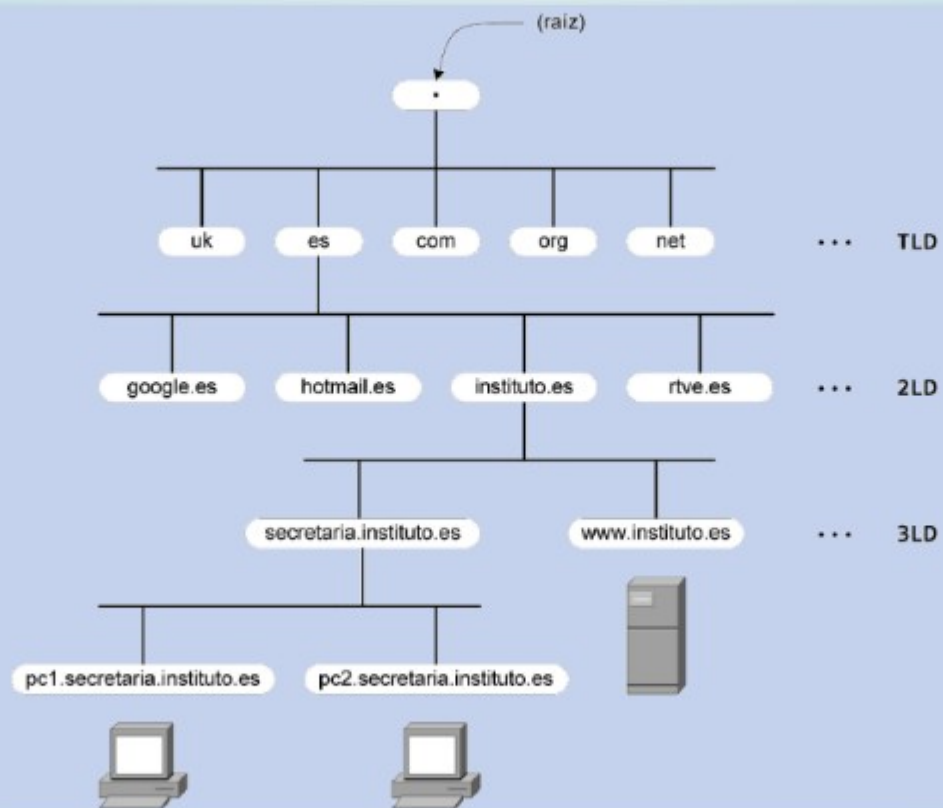 (raíz)
.
uk es com org net ... TLD
google.es hotmail.es instituto.es rtve.es ... 2LD
secretaria.instituto.es www.instituto.es ... 3LD
pc1.secretaria.instituto.es pc2.secretaria.instituto.es